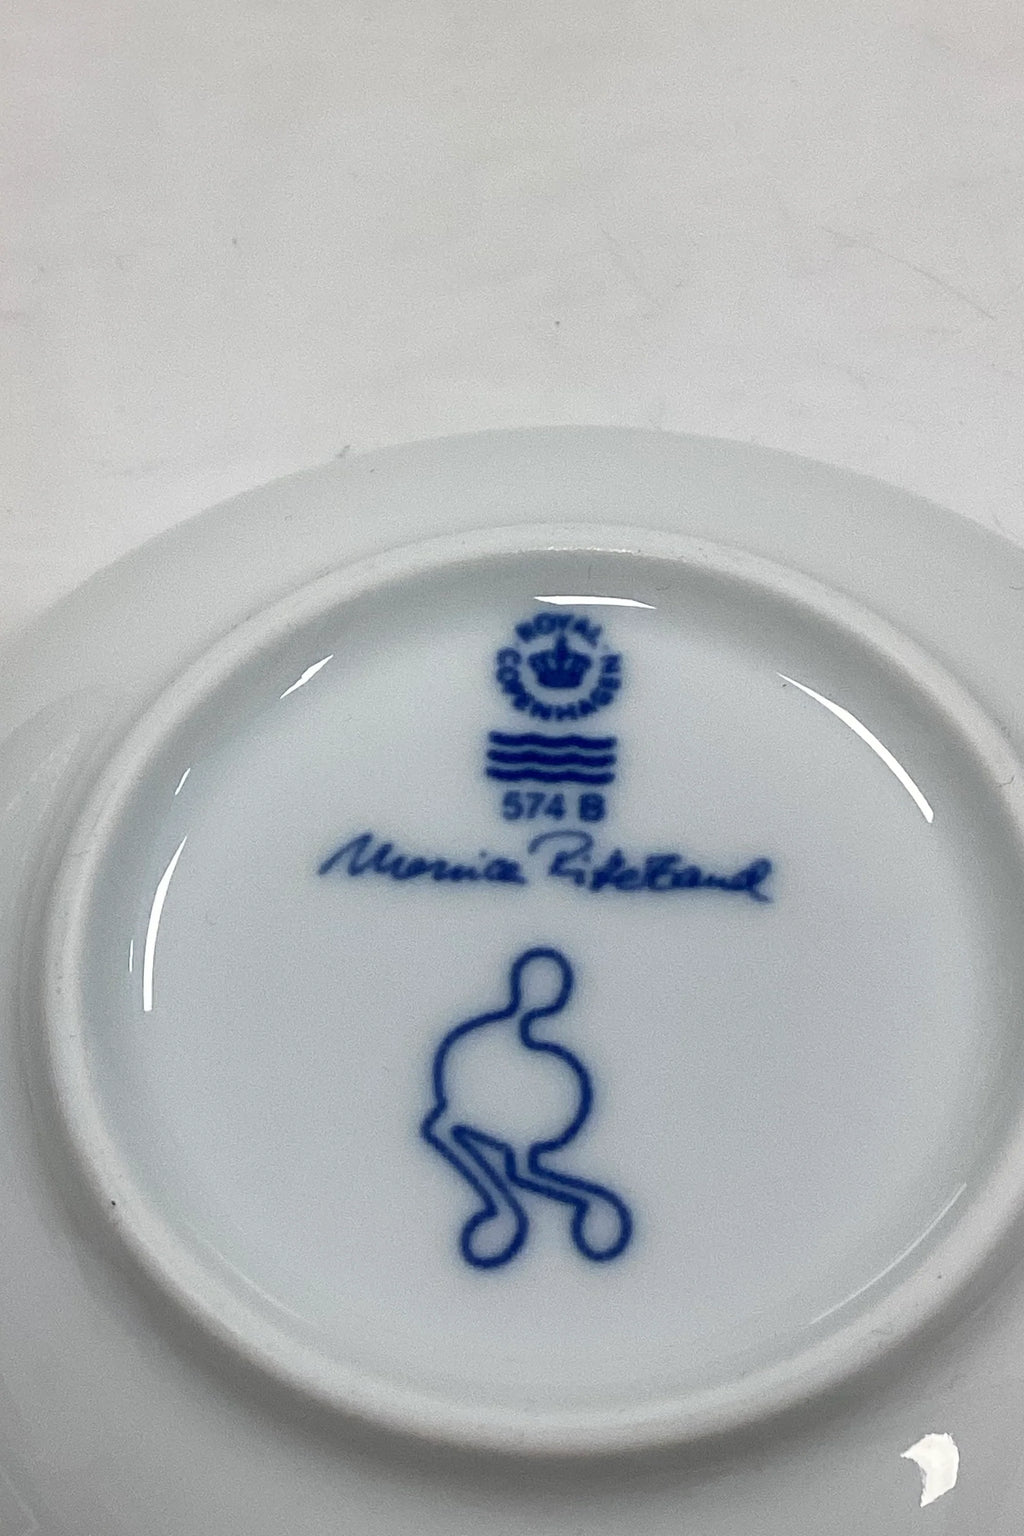 ROYAL COPENHAGEN
574 B
Monica Ritterband